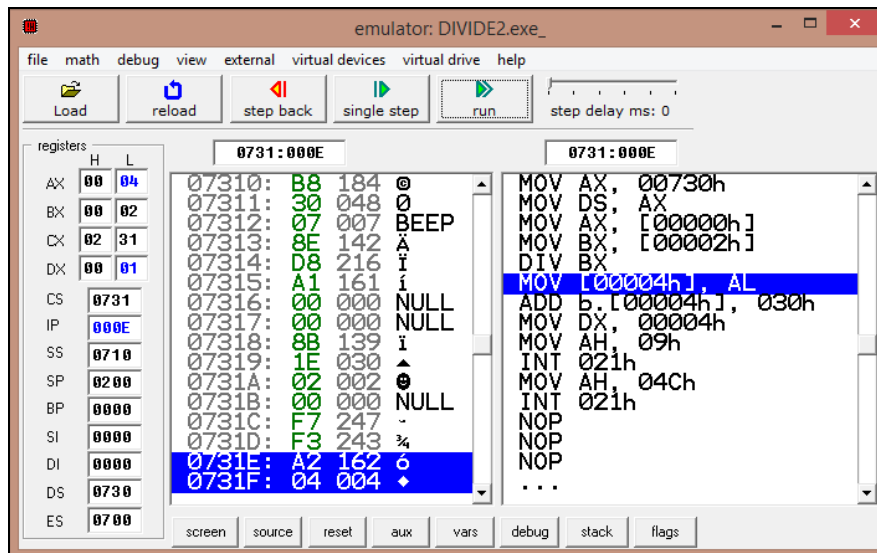 emulator: DIVIDE2.exe_
file math debug view external virtual devices virtual drive help
Load reload step back single step run step delay ms: 0
registers
H L
0731:000E 0731:000E
AX 00 04
BX 00 02
CX 02 31
DX 00 01
CS 0731
IP 000E
SS 0710
SP 0200
BP 0000
SI 0000
DI 0000
DS 0730
ES 0700
07310: B8 184 ©
07311: 30 048 0
07312: 07 007 BEEP
07313: 8E 142 Ä
07314: D8 216 Ï
07315: A1 161 í
07316: 00 000 NULL
07317: 00 000 NULL
07318: 8B 139 ï
07319: 1E 030 ▲
0731A: 02 002 ☻
0731B: 00 000 NULL
0731C: F7 247
0731D: F3 243 ¾
0731E: A2 162 ó
0731F: 04 004 ♦
MOV AX, 00730h
MOV DS, AX
MOV AX, [00000h]
MOV BX, [00002h]
DIV BX
MOV [00004h], AL
ADD b.[00004h], 030h
MOV DX, 00004h
MOV AH, 09h
INT 021h
MOV AH, 04Ch
INT 021h
NOP
NOP
NOP
...
screen source reset aux vars debug stack flags